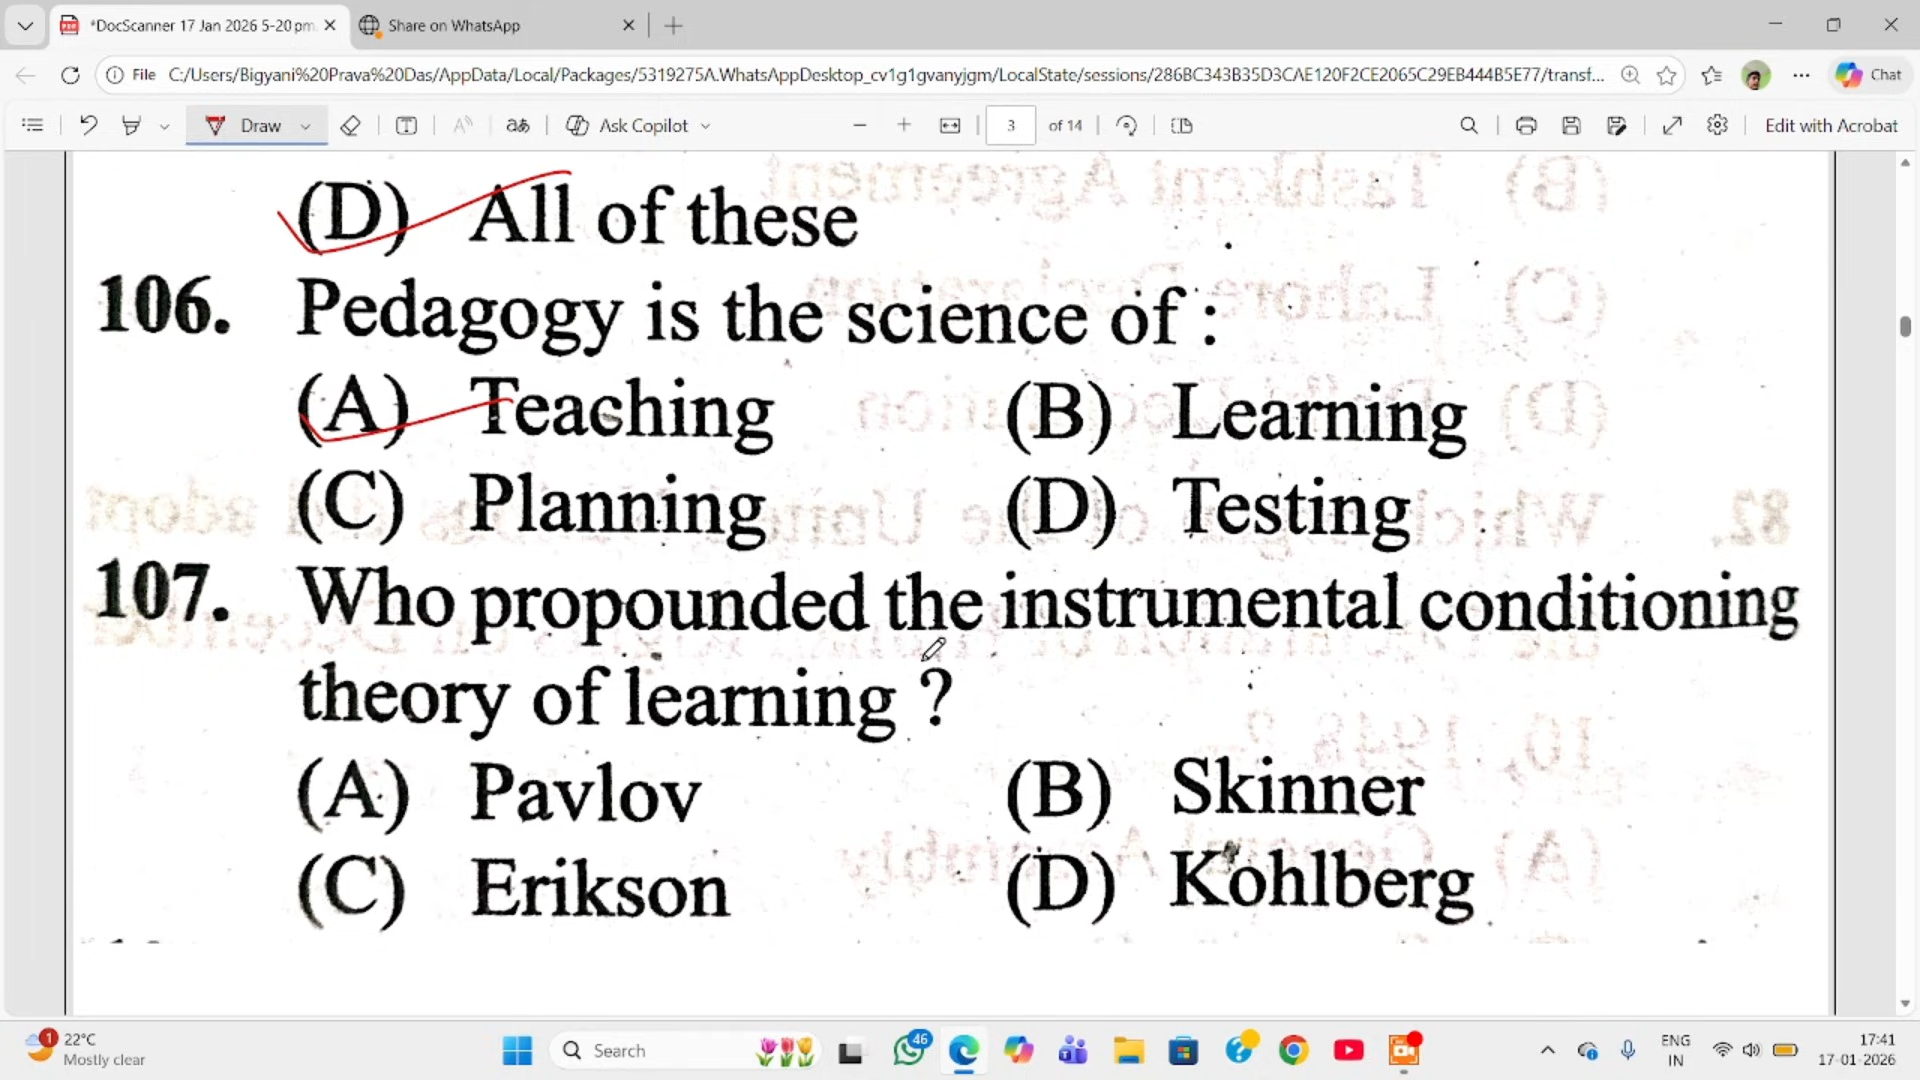 *DocScanner 17 Jan 2026 5-20 pm
Share on WhatsApp
File C:/Users/Bigyani%20Prava%20Das/AppData/Local/Packages/5319275A.WhatsAppDesktop_cv1g1gvanyjgm/LocalState/sessions/286BC343B35D3CAE120F2CE2065C29EB444B5E77/transf...
Chat
Draw
Ask Copilot
3 of 14
Edit with Acrobat
(D) All of these
106. Pedagogy is the science of :
(A) Teaching (B) Learning
(C) Planning (D) Testing
107. Who propounded the instrumental conditioning
theory of learning ?
(A) Pavlov (B) Skinner
(C) Erikson (D) Kohlberg
1
22°C
Mostly clear
Search
46
ENG
IN
17:41
17-01-2026